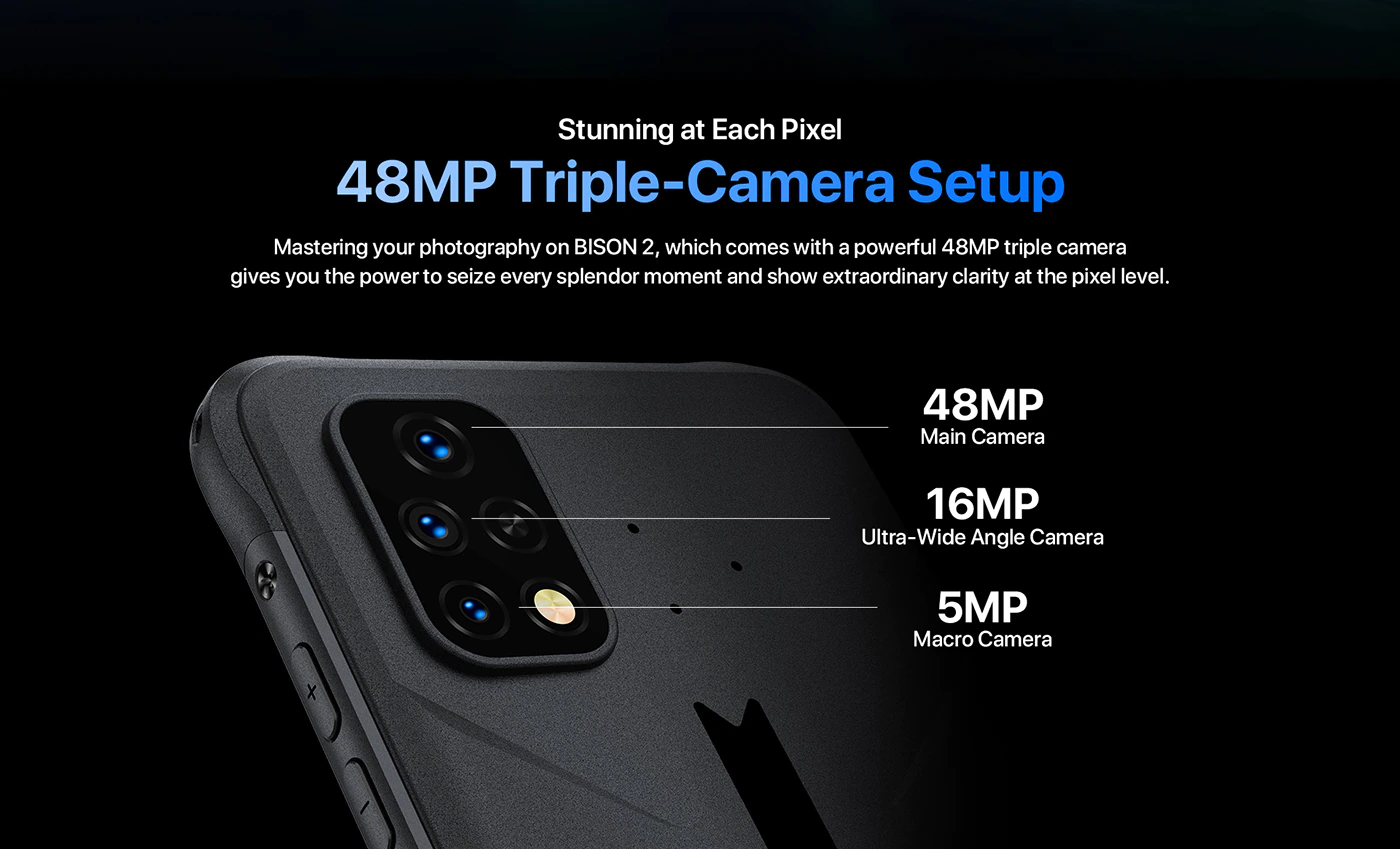 Stunning at Each Pixel
48MP Triple-Camera Setup
Mastering your photography on BISON 2, which comes with a powerful 48MP triple camera
gives you the power to seize every splendor moment and show extraordinary clarity at the pixel level.
48MP
Main Camera
16MP
Ultra-Wide Angle Camera
5MP
Macro Camera
+
−